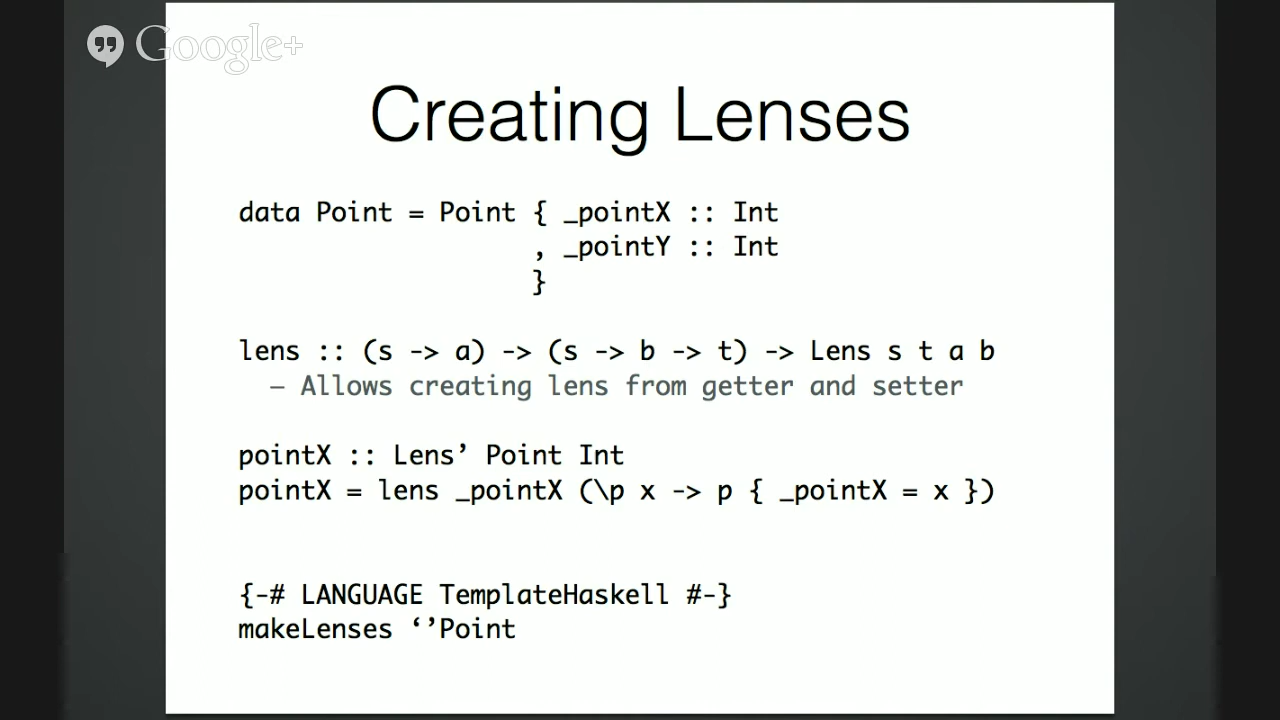 Google+
Creating Lenses
data Point = Point { _pointX :: Int
, _pointY :: Int
}
lens :: (s -> a) -> (s -> b -> t) -> Lens s t a b
– Allows creating lens from getter and setter
pointX :: Lens’ Point Int
pointX = lens _pointX (\p x -> p { _pointX = x })
{-# LANGUAGE TemplateHaskell #-}
makeLenses ‘’Point